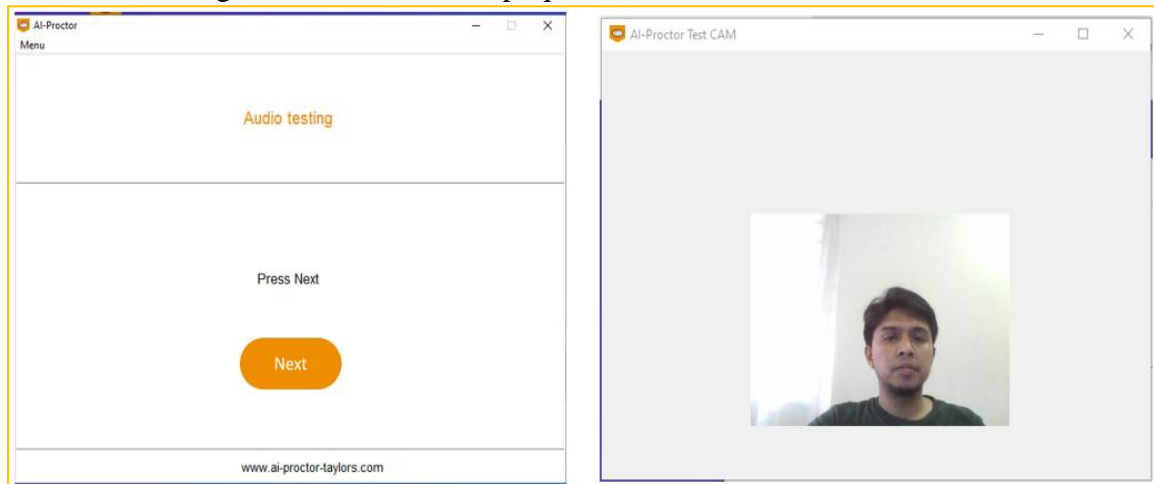 AI-Proctor
Menu
Audio testing
Press Next
Next
www.ai-proctor-taylors.com
AI-Proctor Test CAM